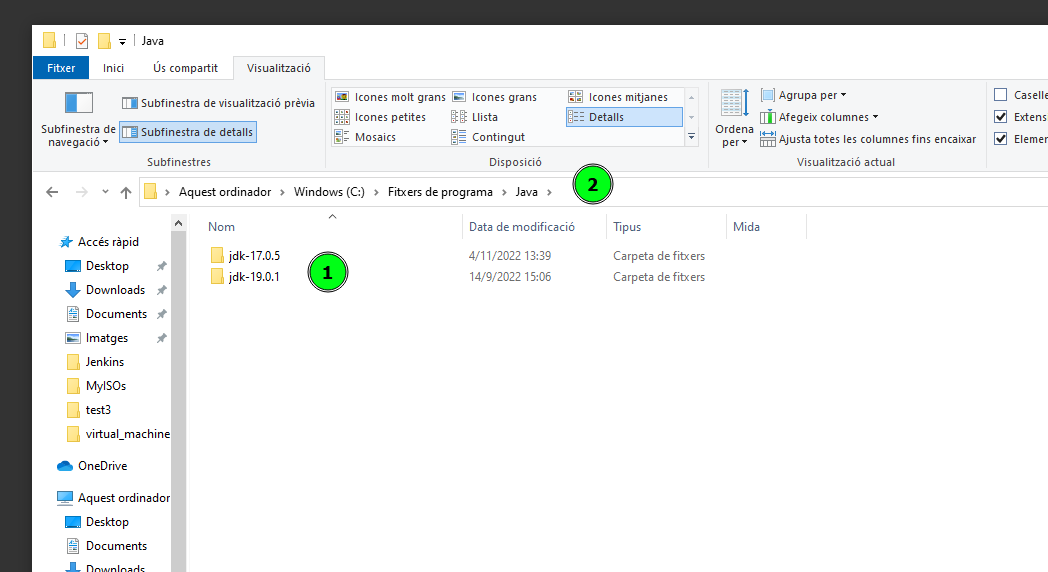 Java
Fitxer Inici Ús compartit Visualització
Subfinestra de navegació
Subfinestra de visualització prèvia
Subfinestra de detalls
Subfinestres
Icones molt grans Icones grans Icones mitjanes
Icones petites Llista Detalls
Mosaics Contingut
Disposició
Ordena per
Agrupa per
Afegeix columnes
Ajusta totes les columnes fins encaixar
Visualització actual
Caselle
Extens
Elemer
Aquest ordinador Windows (C:) Fitxers de programa Java
2
Nom Data de modificació Tipus Mida
jdk-17.0.5 4/11/2022 13:39 Carpeta de fitxers
jdk-19.0.1 14/9/2022 15:06 Carpeta de fitxers
1
Accés ràpid
Desktop
Downloads
Documents
Imatges
Jenkins
MyISOs
test3
virtual_machine
OneDrive
Aquest ordinador
Desktop
Documents
Downloads